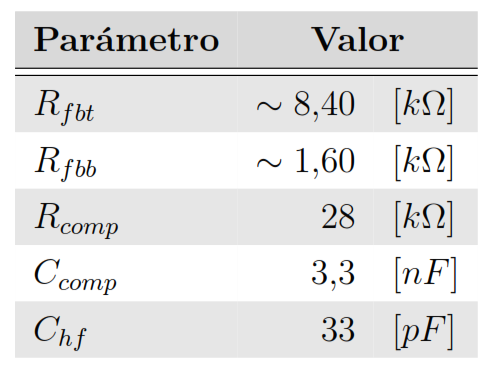 Parámetro Valor
R_fbt ∼ 8,40 [kΩ]
R_fbb ∼ 1,60 [kΩ]
R_comp 28 [kΩ]
C_comp 3,3 [nF]
C_hf 33 [pF]